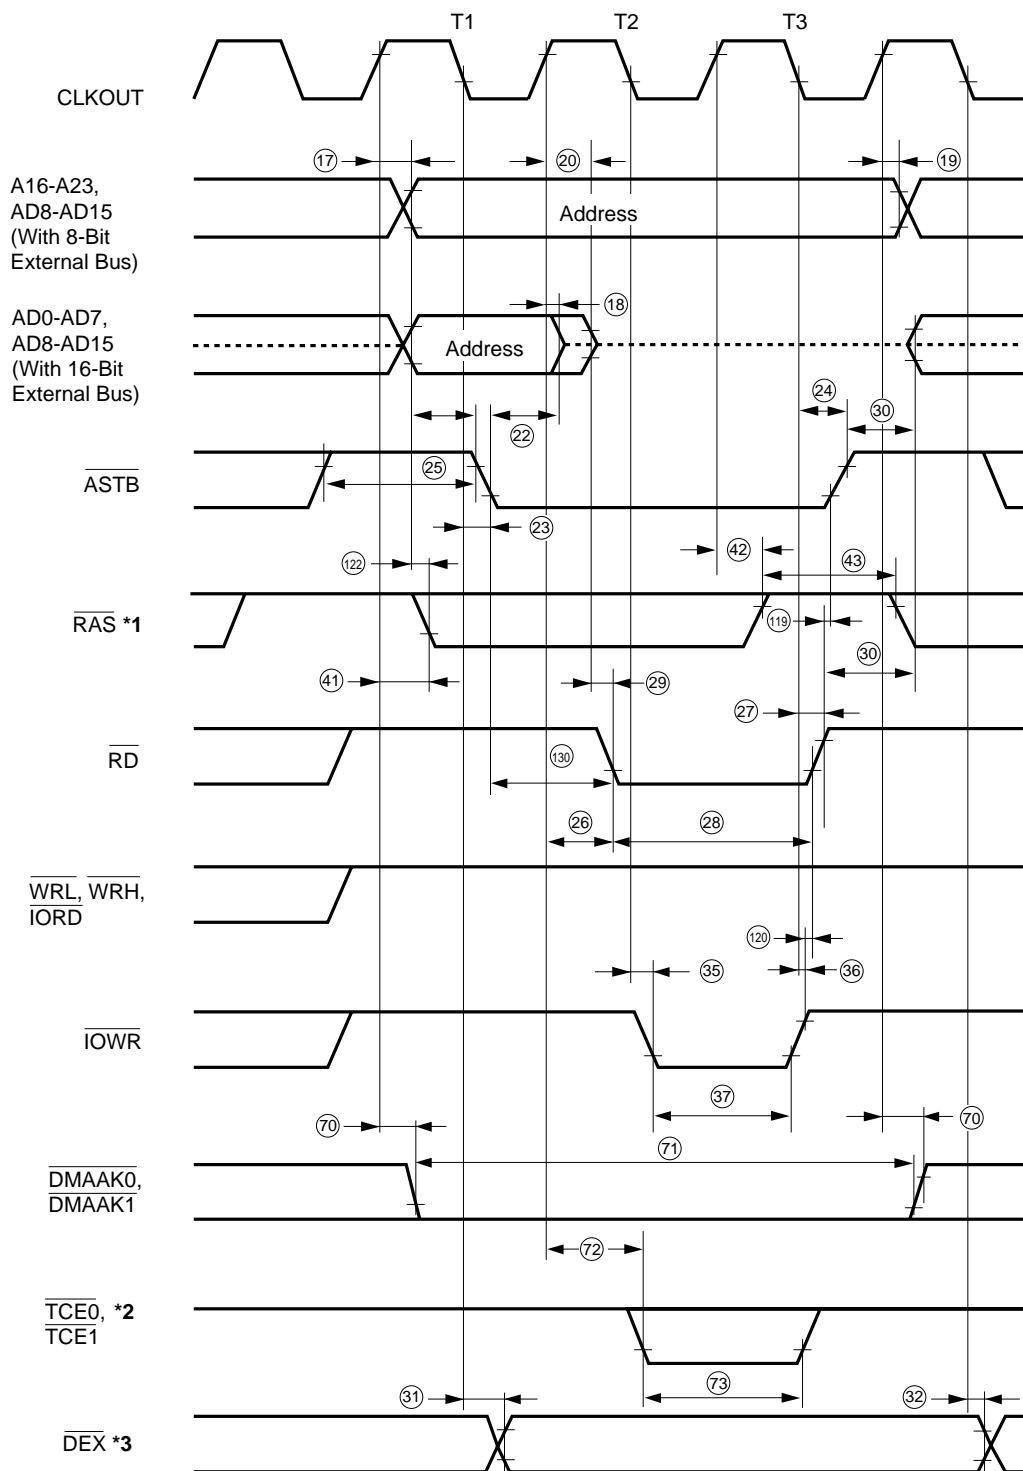 T1 T2 T3
CLKOUT
17 20 19
A16-A23,
AD8-AD15
(With 8-Bit
External Bus)
Address
18
AD0-AD7,
AD8-AD15
(With 16-Bit
External Bus)
Address
24 30
22
25
ASTB
23
42 43
122
RAS *1
119
30
41 29
27
RD
130
26 28
WRL, WRH,
IORD
120
35 36
IOWR
37
70 70
71
DMAAK0,
DMAAK1
72
TCE0, *2
TCE1
73
31 32
DEX *3